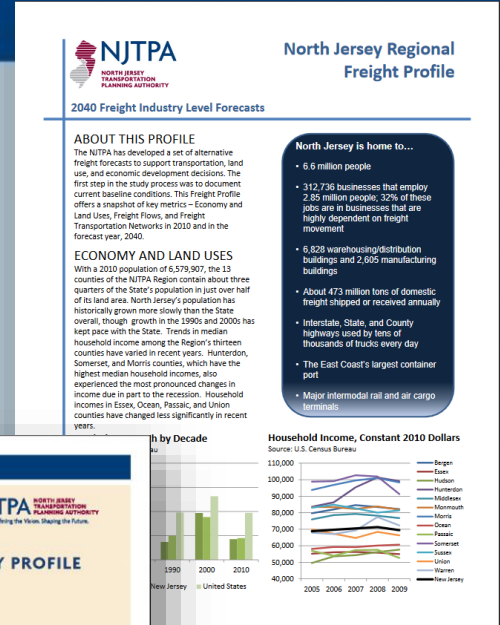 NJTPA
NORTH JERSEY
TRANSPORTATION
PLANNING AUTHORITY
North Jersey Regional
Freight Profile
2040 Freight Industry Level Forecasts
ABOUT THIS PROFILE
The NJTPA has developed a set of alternative
freight forecasts to support transportation, land
use, and economic development decisions. The
first step in the study process was to document
current baseline conditions. This Freight Profile
offers a snapshot of key metrics – Economy and
Land Uses, Freight Flows, and Freight
Transportation Networks in 2010 and in the
forecast year, 2040.
ECONOMY AND LAND USES
With a 2010 population of 6,579,907, the 13
counties of the NJTPA Region contain about three
quarters of the State's population in just over half
of its land area. North Jersey's population has
historically grown more slowly than the State
overall, though growth in the 1990s and 2000s has
kept pace with the State. Trends in median
household income among the Region's thirteen
counties have varied in recent years. Hunterdon,
Somerset, and Morris counties, which have the
highest median household incomes, also
experienced the most pronounced changes in
income due in part to the recession. Household
incomes in Essex, Ocean, Passaic, and Union
counties have changed less significantly in recent
years.
North Jersey is home to…
• 6.6 million people
• 312,736 businesses that employ
2.85 million people; 32% of these
jobs are in businesses that are
highly dependent on freight
movement
• 6,828 warehousing/distribution
buildings and 2,605 manufacturing
buildings
• About 473 million tons of domestic
freight shipped or received annually
• Interstate, State, and County
highways used by tens of
thousands of trucks every day
• The East Coast's largest container
port
• Major intermodal rail and air cargo
terminals
by Decade
1990 2000 2010
New Jersey United States
Household Income, Constant 2010 Dollars
Source: U.S. Census Bureau
110,000
100,000
90,000
80,000
70,000
60,000
50,000
40,000
2005 2006 2007 2008 2009
Bergen
Essex
Hudson
Hunterdon
Middlesex
Monmouth
Morris
Ocean
Passaic
Somerset
Sussex
Union
Warren
New Jersey
TPA
NORTH JERSEY
TRANSPORTATION
PLANNING AUTHORITY
the Vision. Shaping the Future.
Y PROFILE